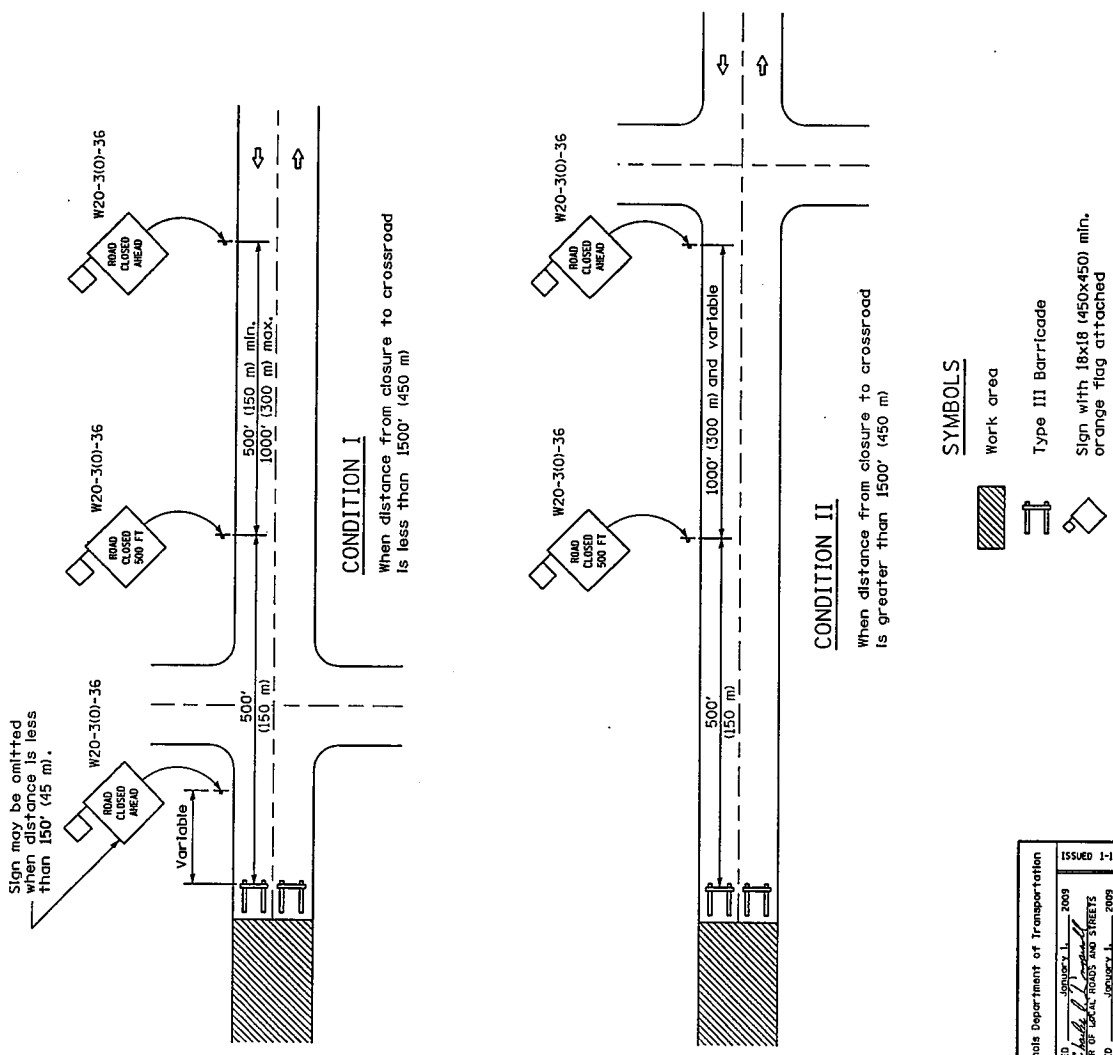 Sign may be omitted
when distance is less
than 150' (45 m).
W20-3(O)-36
ROAD
CLOSED
AHEAD
Variable
W20-3(O)-36
ROAD
CLOSED
500 FT
W20-3(O)-36
ROAD
CLOSED
AHEAD
500'
(150 m)
500' (150 m) min.
1000' (300 m) max.
CONDITION I
When distance from closure to crossroad
is less than 1500' (450 m)
W20-3(O)-36
ROAD
CLOSED
500 FT
W20-3(O)-36
ROAD
CLOSED
AHEAD
500'
(150 m)
1000' (300 m) and variable
CONDITION II
When distance from closure to crossroad
is greater than 1500' (450 m)
SYMBOLS
Work area
Type III Barricade
Sign with 18x18 (450x450) min.
orange flag attached
Department of Transportation
January 1, 2009
OF LOCAL ROADS AND STREETS
January 1, 2009
ISSUED 1-1